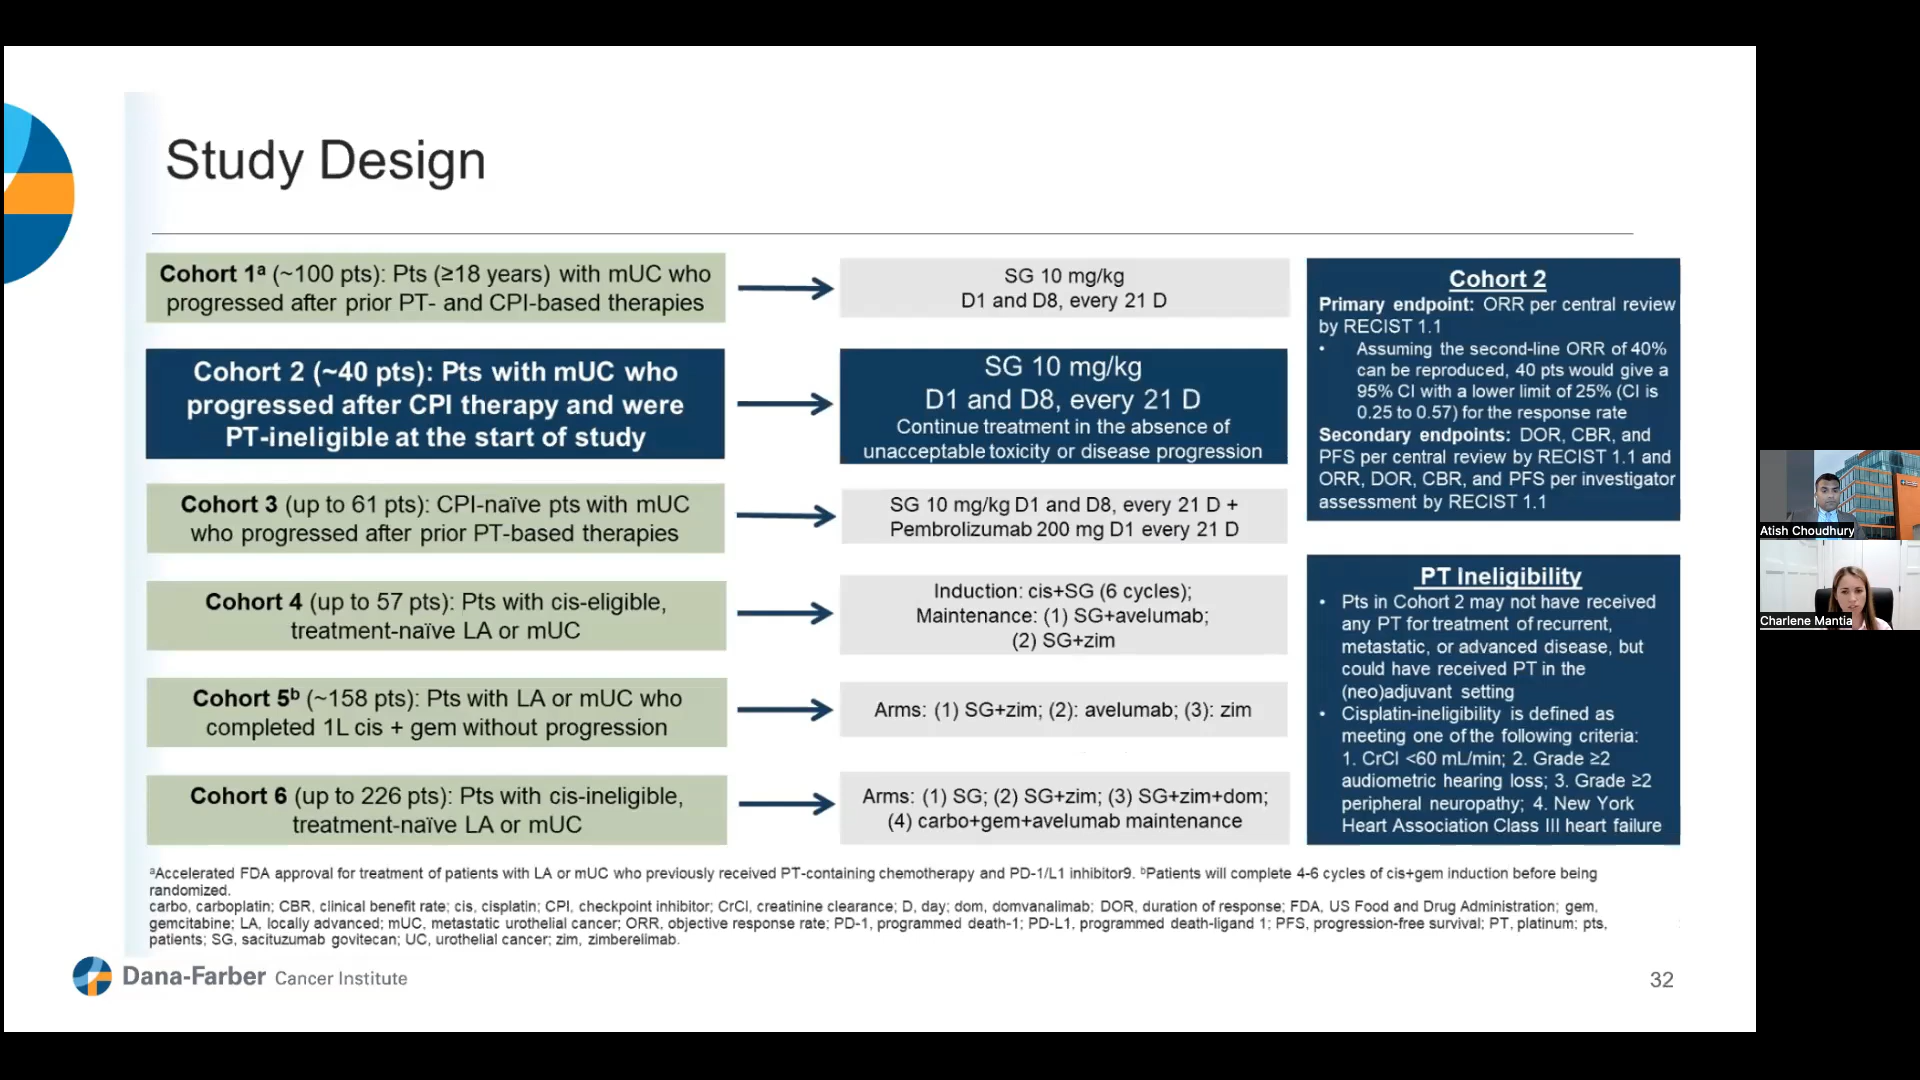 Study Design
Cohort 1ª (~100 pts): Pts (≥18 years) with mUC who
progressed after prior PT- and CPI-based therapies
SG 10 mg/kg
D1 and D8, every 21 D
Cohort 2 (~40 pts): Pts with mUC who
progressed after CPI therapy and were
PT-ineligible at the start of study
SG 10 mg/kg
D1 and D8, every 21 D
Continue treatment in the absence of
unacceptable toxicity or disease progression
Cohort 3 (up to 61 pts): CPI-naïve pts with mUC
who progressed after prior PT-based therapies
SG 10 mg/kg D1 and D8, every 21 D +
Pembrolizumab 200 mg D1 every 21 D
Cohort 4 (up to 57 pts): Pts with cis-eligible,
treatment-naïve LA or mUC
Induction: cis+SG (6 cycles);
Maintenance: (1) SG+avelumab;
(2) SG+zim
Cohort 5ᵇ (~158 pts): Pts with LA or mUC who
completed 1L cis + gem without progression
Arms: (1) SG+zim; (2): avelumab; (3): zim
Cohort 6 (up to 226 pts): Pts with cis-ineligible,
treatment-naïve LA or mUC
Arms: (1) SG; (2) SG+zim; (3) SG+zim+dom;
(4) carbo+gem+avelumab maintenance
Cohort 2
Primary endpoint: ORR per central review
by RECIST 1.1
• Assuming the second-line ORR of 40%
can be reproduced, 40 pts would give a
95% CI with a lower limit of 25% (CI is
0.25 to 0.57) for the response rate
Secondary endpoints: DOR, CBR, and
PFS per central review by RECIST 1.1 and
ORR, DOR, CBR, and PFS per investigator
assessment by RECIST 1.1
PT Ineligibility
• Pts in Cohort 2 may not have received
any PT for treatment of recurrent,
metastatic, or advanced disease, but
could have received PT in the
(neo)adjuvant setting
• Cisplatin-ineligibility is defined as
meeting one of the following criteria:
1. CrCl <60 mL/min; 2. Grade ≥2
audiometric hearing loss; 3. Grade ≥2
peripheral neuropathy; 4. New York
Heart Association Class III heart failure
ªAccelerated FDA approval for treatment of patients with LA or mUC who previously received PT-containing chemotherapy and PD-1/L1 inhibitor9. ᵇPatients will complete 4-6 cycles of cis+gem induction before being
randomized.
carbo, carboplatin; CBR, clinical benefit rate; cis, cisplatin; CPI, checkpoint inhibitor; CrCl, creatinine clearance; D, day; dom, domvanalimab; DOR, duration of response; FDA, US Food and Drug Administration; gem,
gemcitabine; LA, locally advanced; mUC, metastatic urothelial cancer; ORR, objective response rate; PD-1, programmed death-1; PD-L1, programmed death-ligand 1; PFS, progression-free survival; PT, platinum; pts,
patients; SG, sacituzumab govitecan; UC, urothelial cancer; zim, zimberelimab.
Dana-Farber Cancer Institute
32
Atish Choudhury
Charlene Mantia